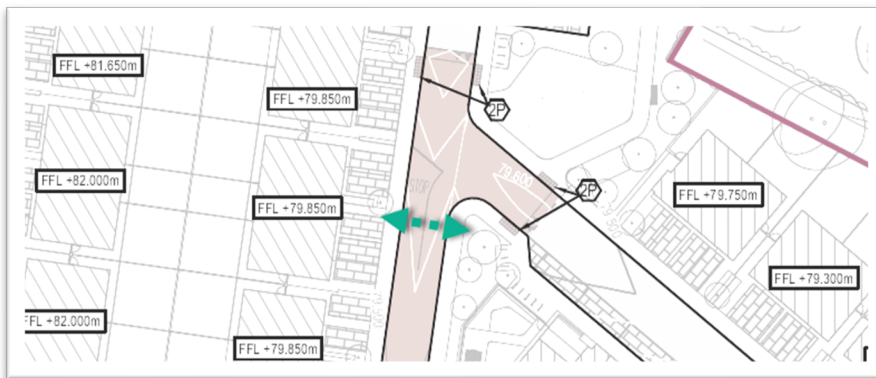 FFL +81.650m
FFL +79.850m
2P
79.600
2P
FFL +82.000m
STOP
FFL +79.850m
FFL +79.750m
FFL +79.300m
FFL +82.000m
FFL +79.850m